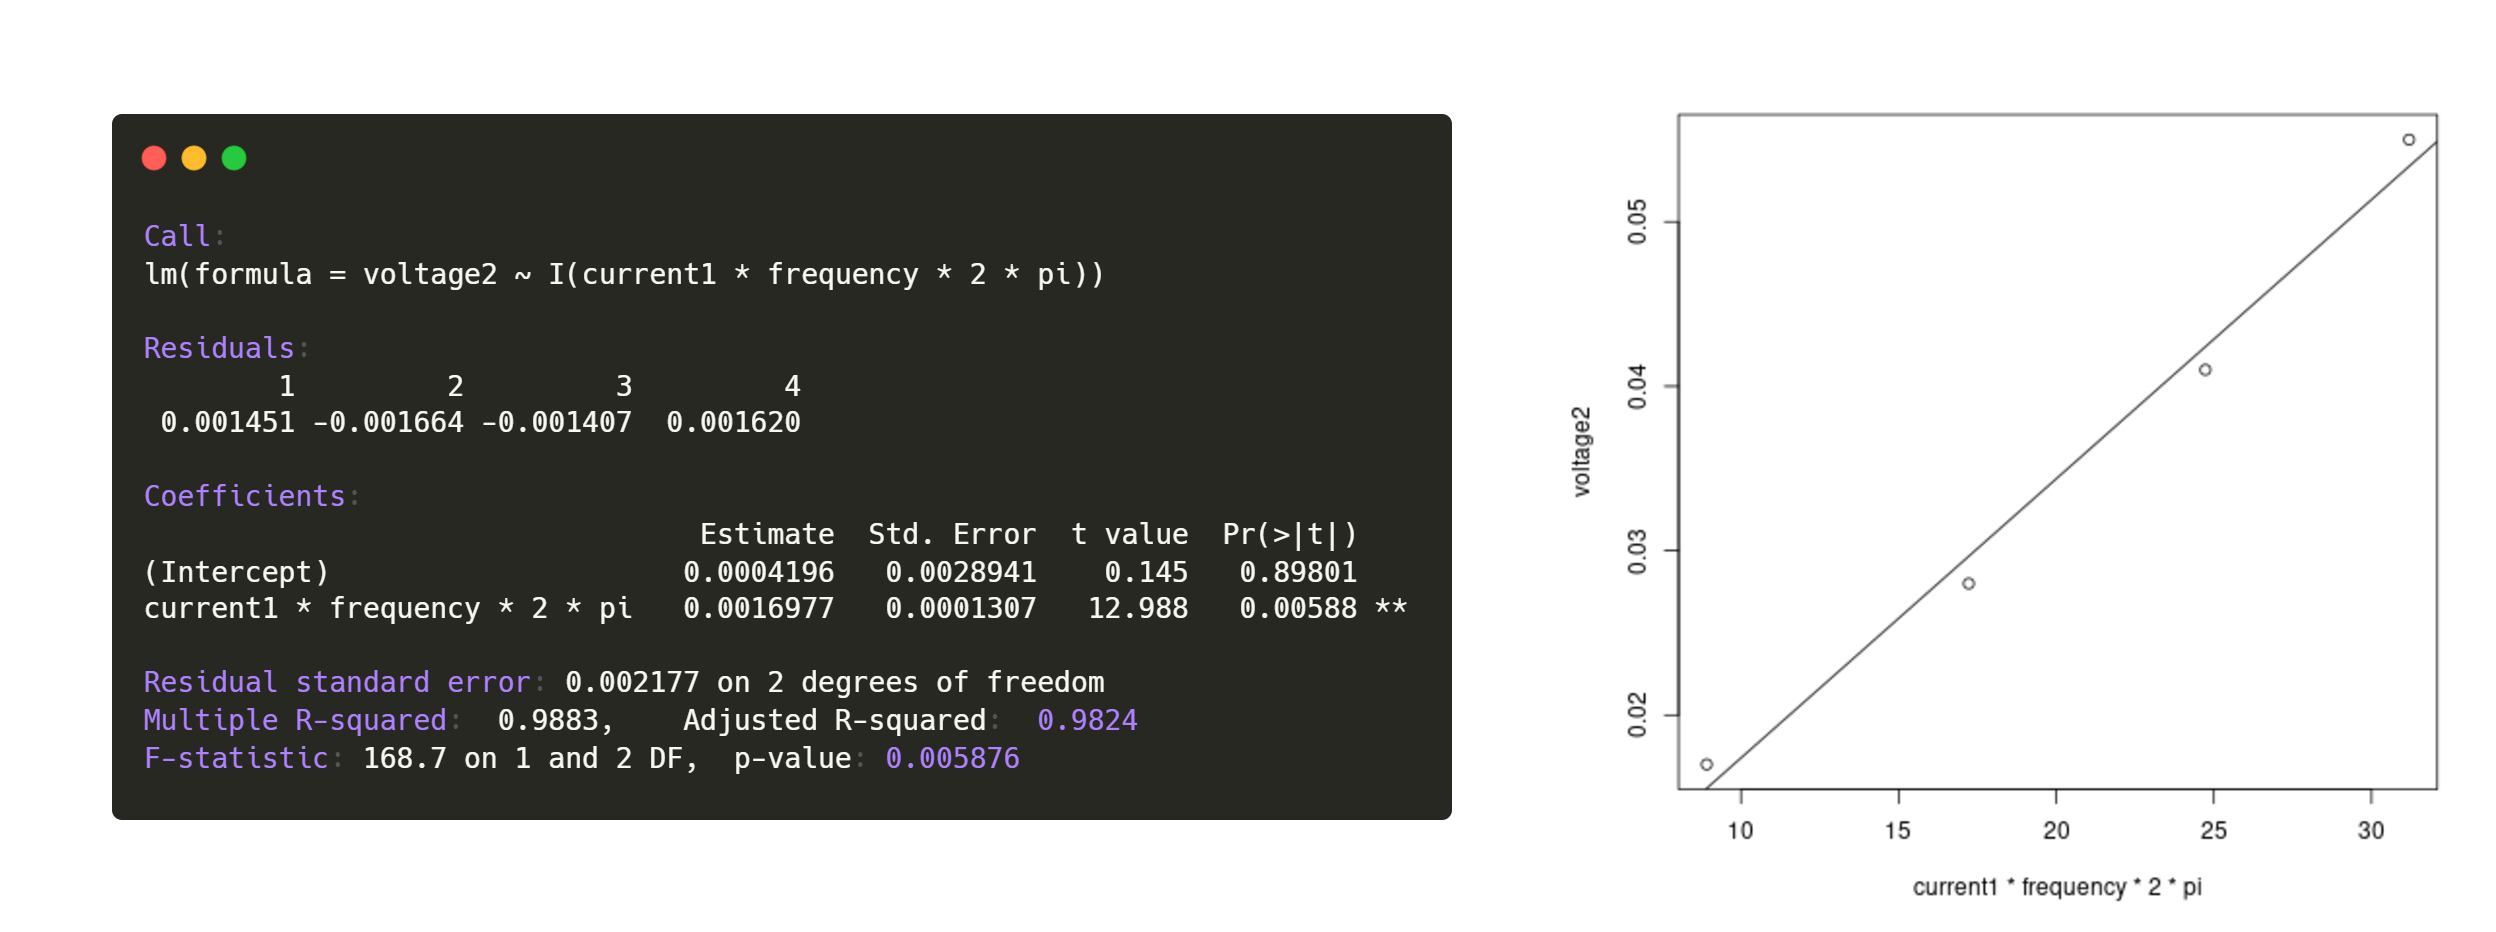 Call:
lm(formula = voltage2 ~ I(current1 * frequency * 2 * pi))
Residuals:
1 2 3 4
0.001451 -0.001664 -0.001407 0.001620
Coefficients:
Estimate Std. Error t value Pr(>|t|)
(Intercept) 0.0004196 0.0028941 0.145 0.89801
current1 * frequency * 2 * pi 0.0016977 0.0001307 12.988 0.00588 **
Residual standard error: 0.002177 on 2 degrees of freedom
Multiple R-squared: 0.9883, Adjusted R-squared: 0.9824
F-statistic: 168.7 on 1 and 2 DF, p-value: 0.005876
voltage2
0.05
0.04
0.03
0.02
10 15 20 25 30
current1 * frequency * 2 * pi